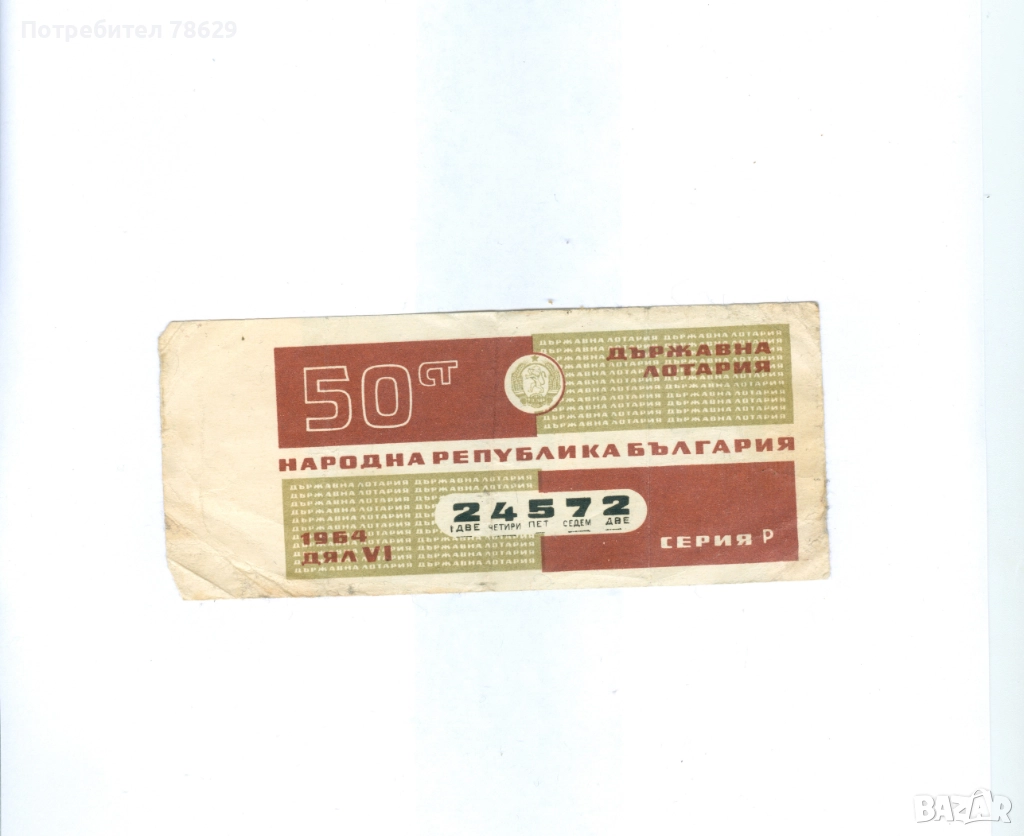 Потребител 78629
50 СТ
ДЪРЖАВНА
ЛОТАРИЯ
НАРОДНА РЕПУБЛИКА БЪЛГАРИЯ
24572
ДВЕ ЧЕТИРИ ПЕТ СЕДЕМ ДВЕ
1964
ДЯЛ VI
СЕРИЯ Р
BAZAR